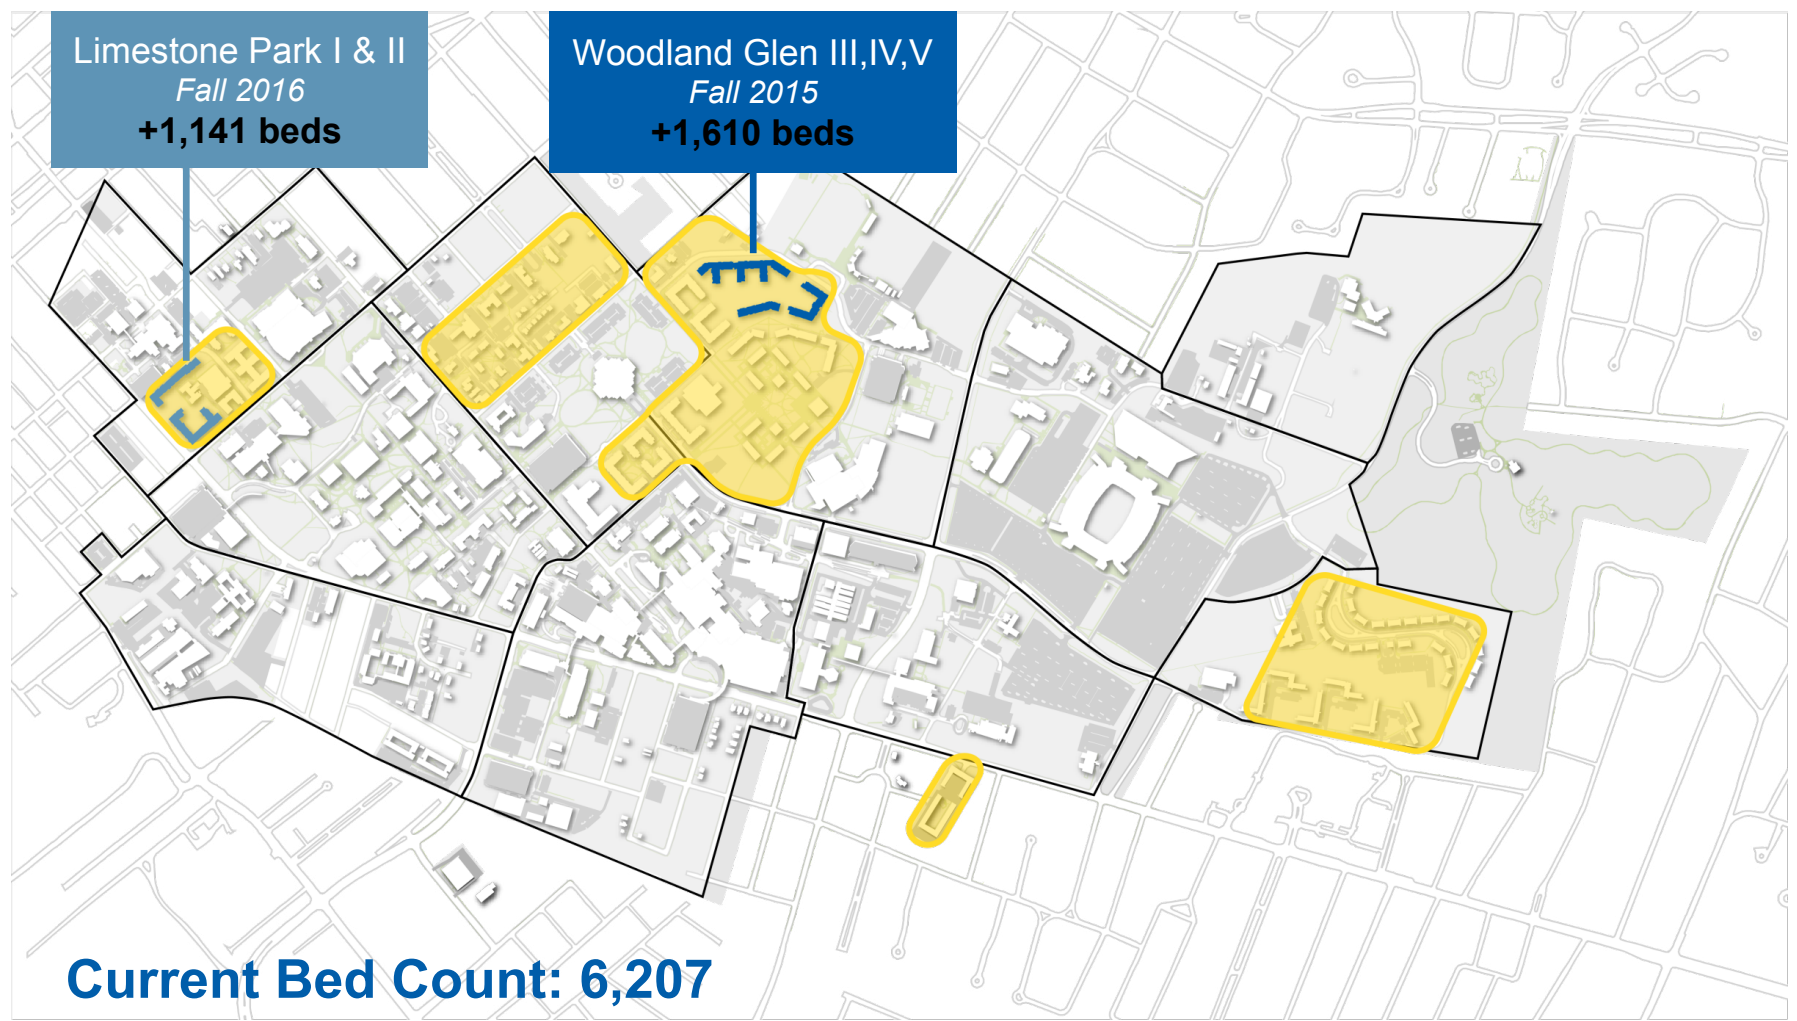 Limestone Park I & II
Fall 2016
+1,141 beds
Woodland Glen III,IV,V
Fall 2015
+1,610 beds
Current Bed Count: 6,207